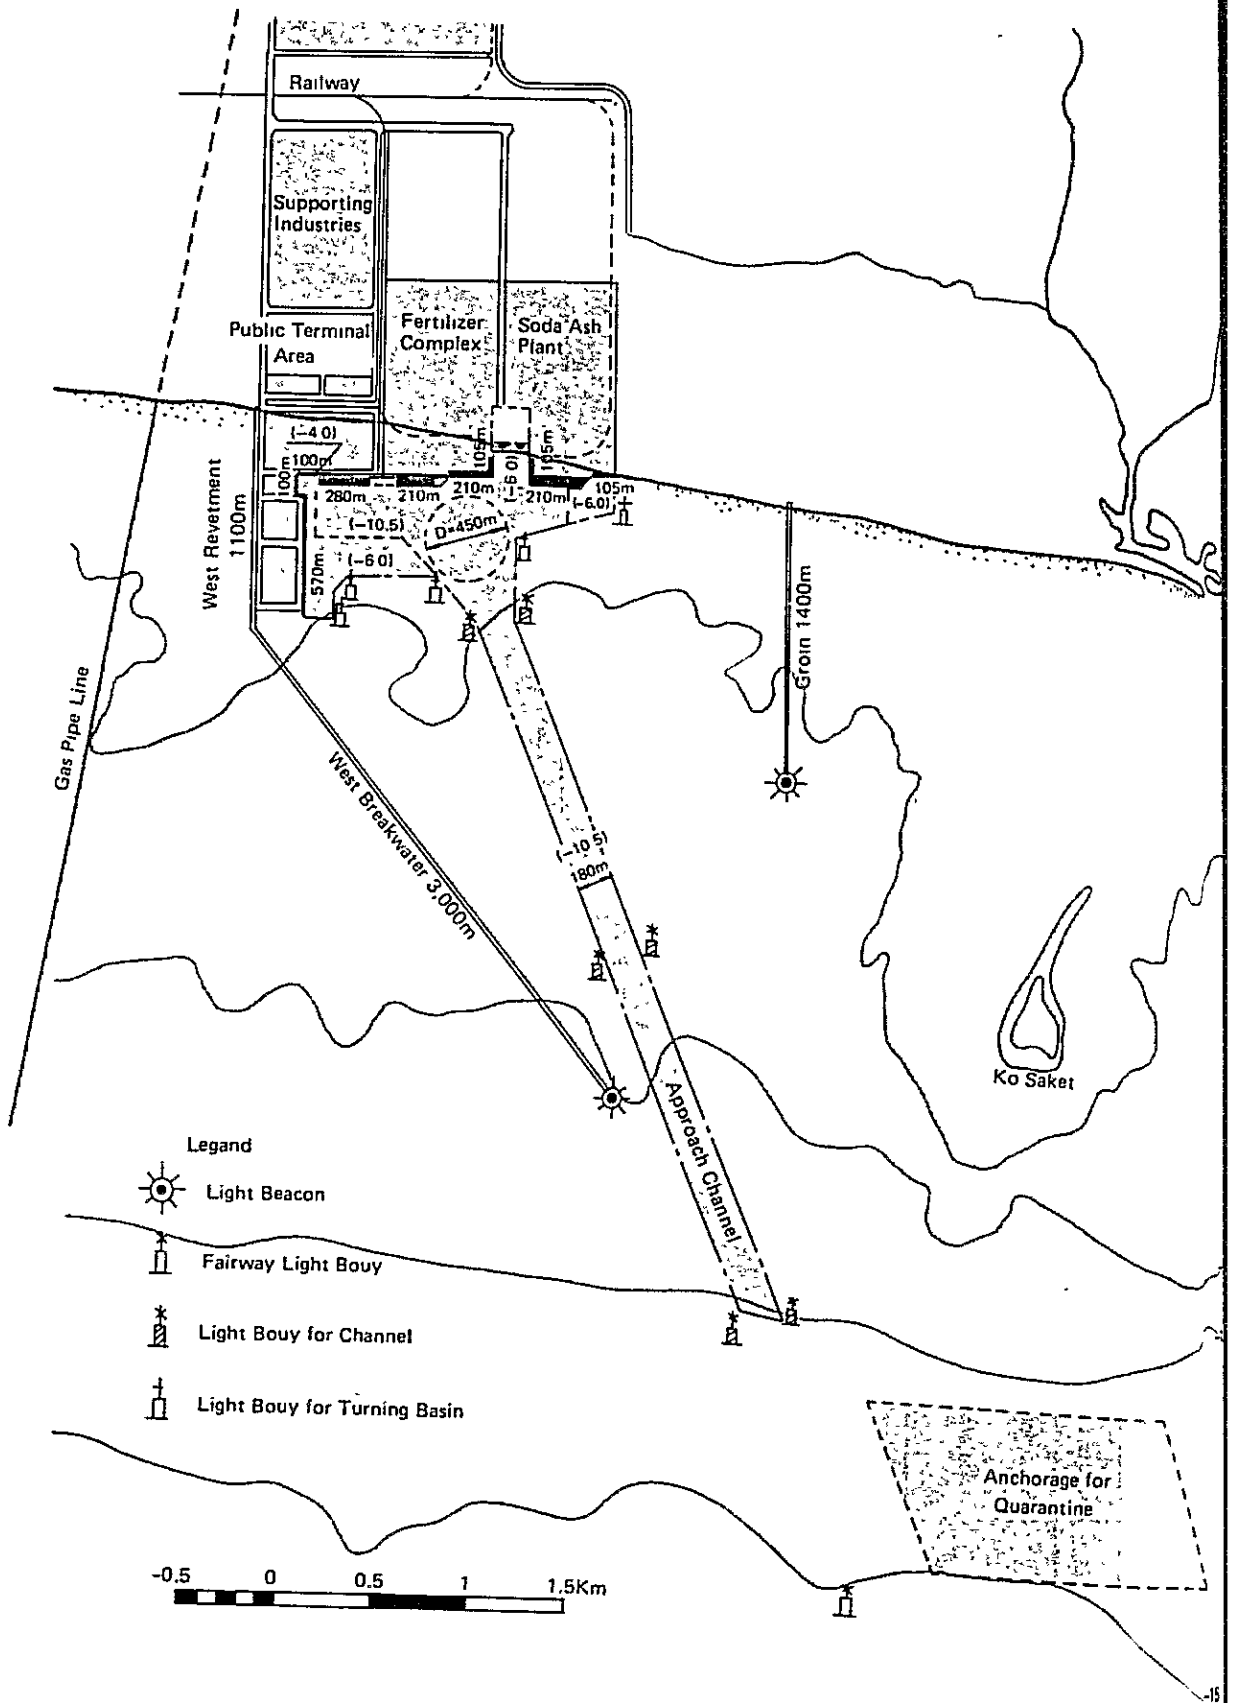 Railway
Supporting
Industries
Public Terminal
Area
Fertilizer
Complex
Soda Ash
Plant
(-4.0)
100m
100
105m
(-6.0)
105m
280m
210m
210m
210m
105m
(-6.0)
(-10.5)
D=450m
(-6.0)
570m
West Revetment
1100m
Groin 1400m
Gas Pipe Line
West Breakwater 3,000m
(-10.5)
180m
Ko Saket
Approach Channel
Legand
Light Beacon
Fairway Light Bouy
Light Bouy for Channel
Light Bouy for Turning Basin
Anchorage for
Quarantine
-0.5 0 0.5 1 1.5Km
-15